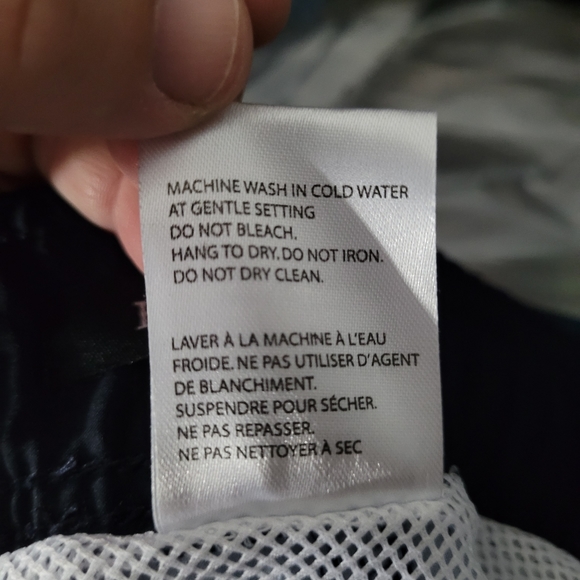 MACHINE WASH IN COLD WATER
AT GENTLE SETTING
DO NOT BLEACH.
HANG TO DRY. DO NOT IRON.
DO NOT DRY CLEAN.
LAVER À LA MACHINE À L'EAU
FROIDE. NE PAS UTILISER D'AGENT
DE BLANCHIMENT.
SUSPENDRE POUR SÉCHER.
NE PAS REPASSER.
NE PAS NETTOYER À SEC